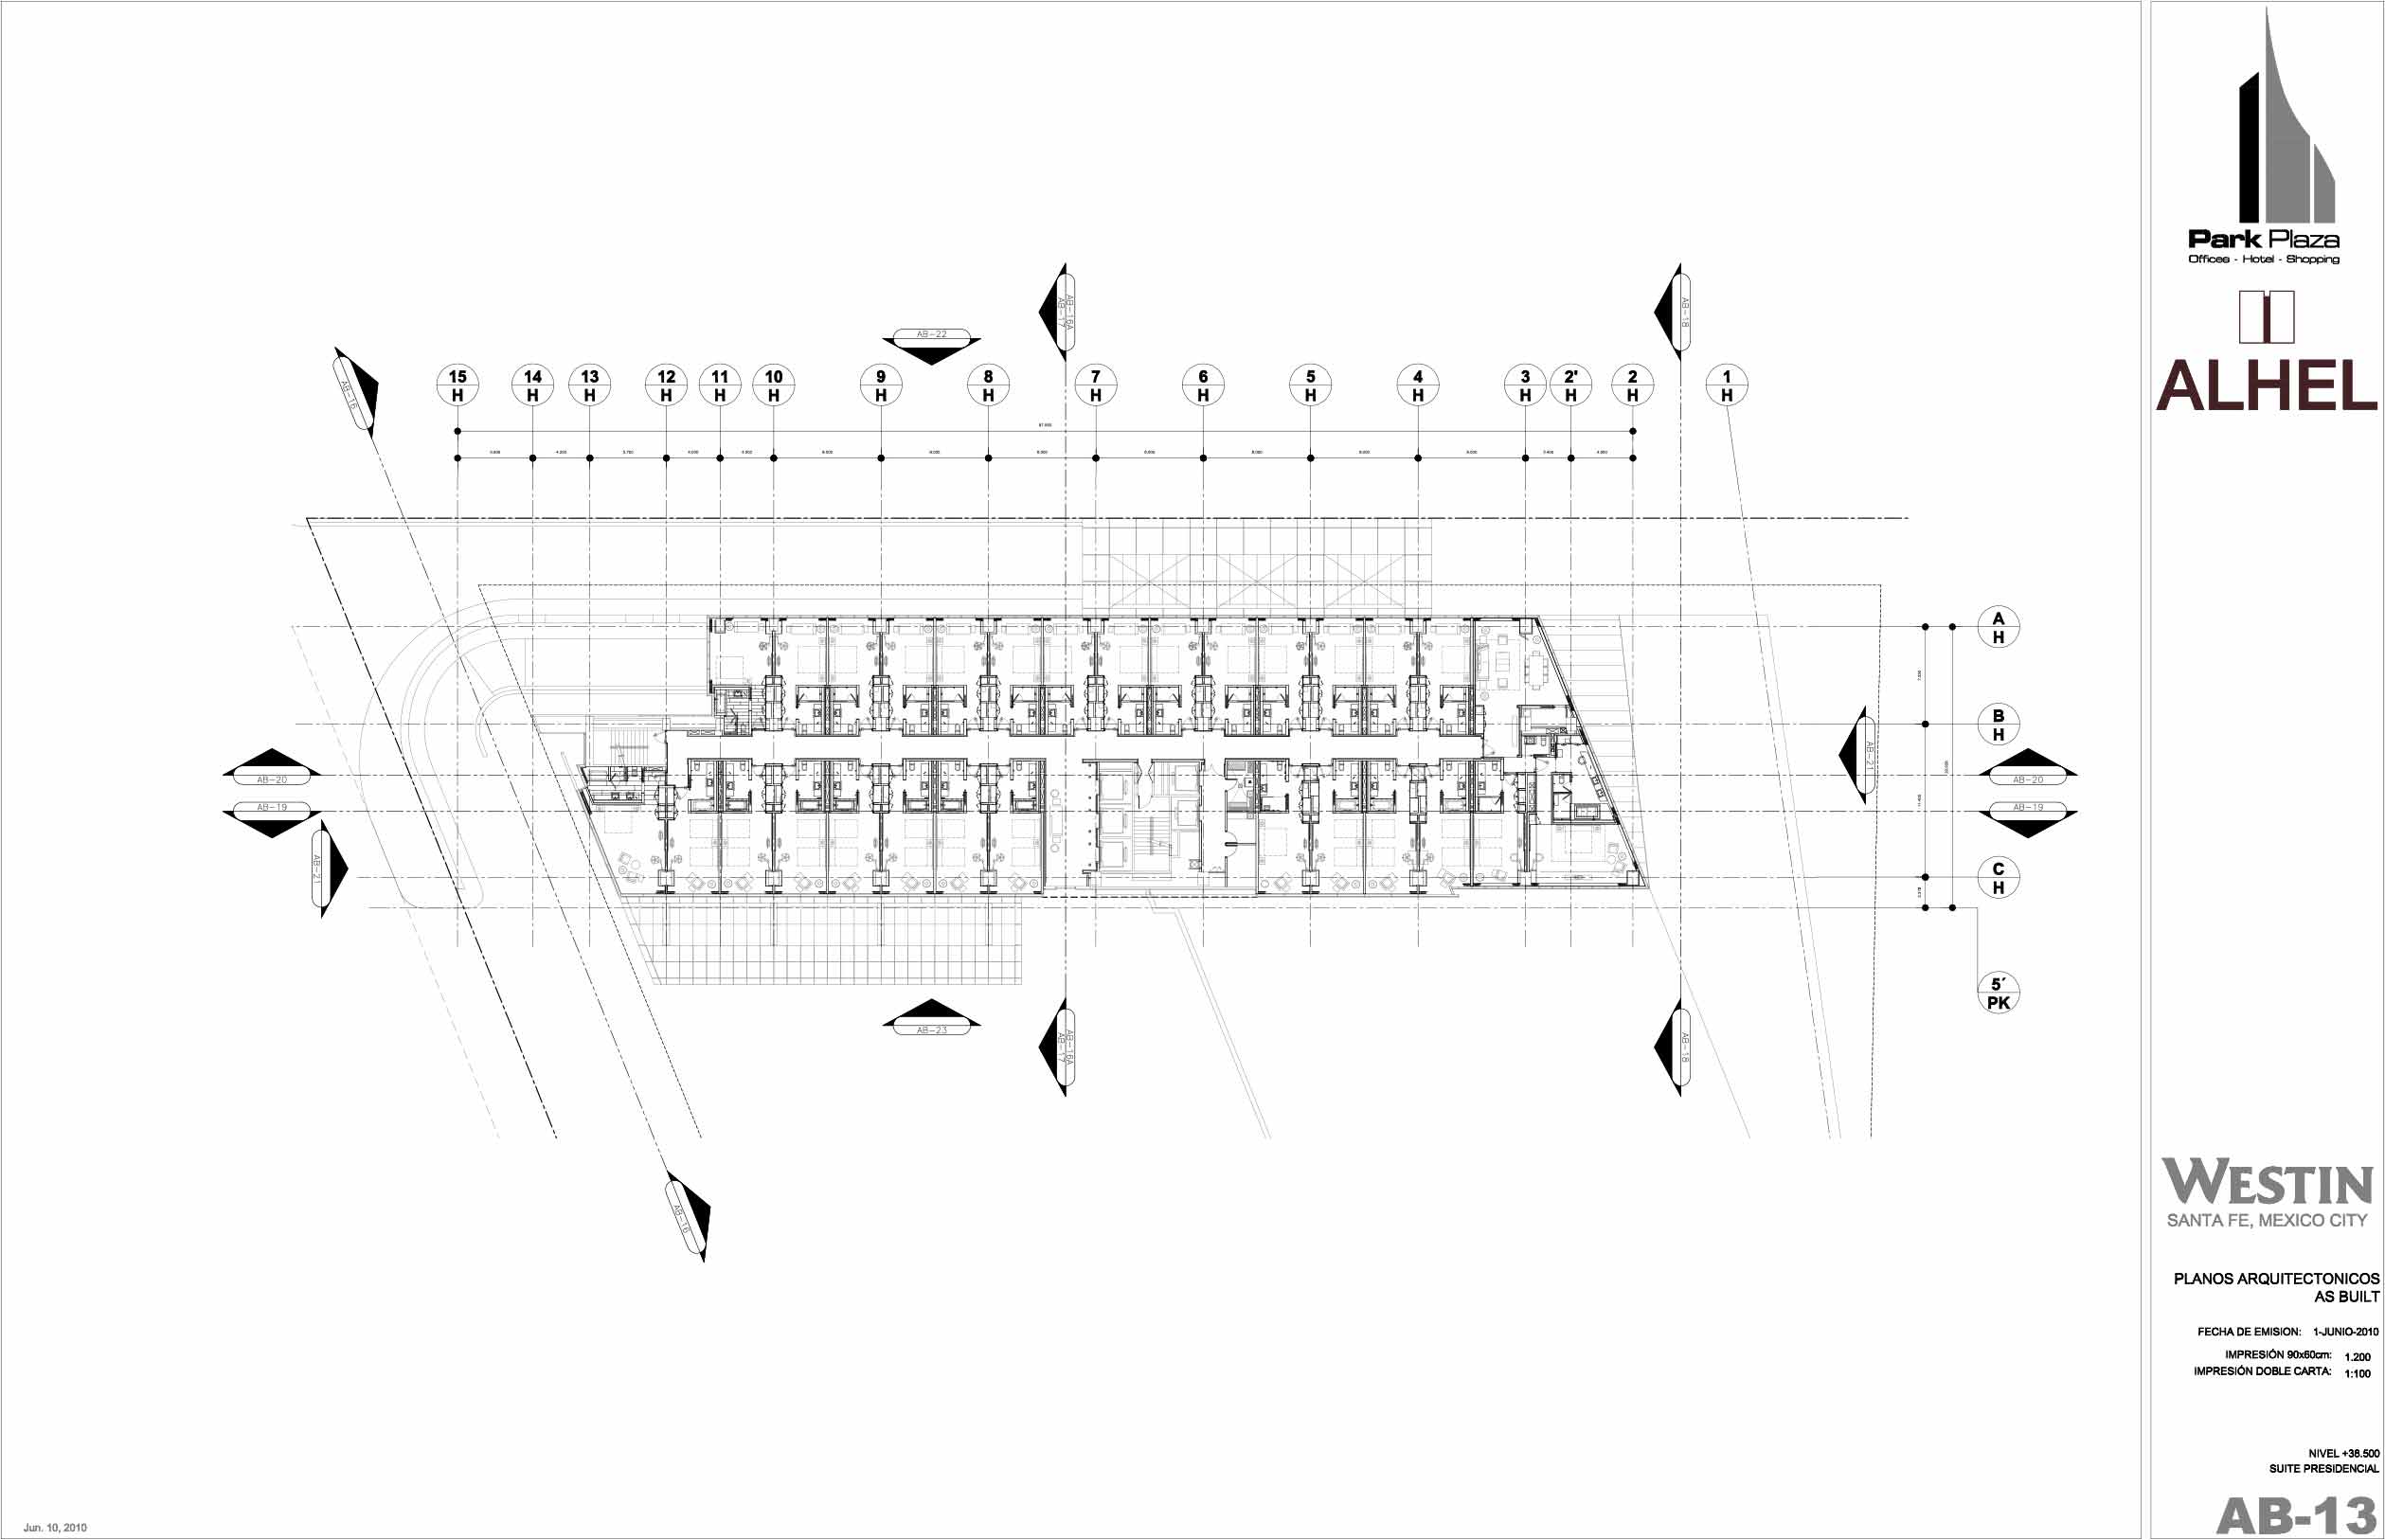 Park Plaza
Offices - Hotel - Shopping
ALHEL
AB-22
AB-16A
AB-17
AB-18
AB-16
15 14 13 12 11 10 9 8 7 6 5 4 3 2' 2 1
H H H H H H H H H H H H H H H H
A
H
B
H
AB-21
AB-20
AB-20
AB-19
AB-19
AB-21
C
H
5´
PK
AB-23
AB-16A
AB-17
AB-18
AB-16
WESTIN
SANTA FE, MEXICO CITY
PLANOS ARQUITECTONICOS
AS BUILT
FECHA DE EMISION: 1-JUNIO-2010
IMPRESIÓN 90x60cm: 1.200
IMPRESIÓN DOBLE CARTA: 1:100
NIVEL +38.500
SUITE PRESIDENCIAL
AB-13
Jun. 10, 2010